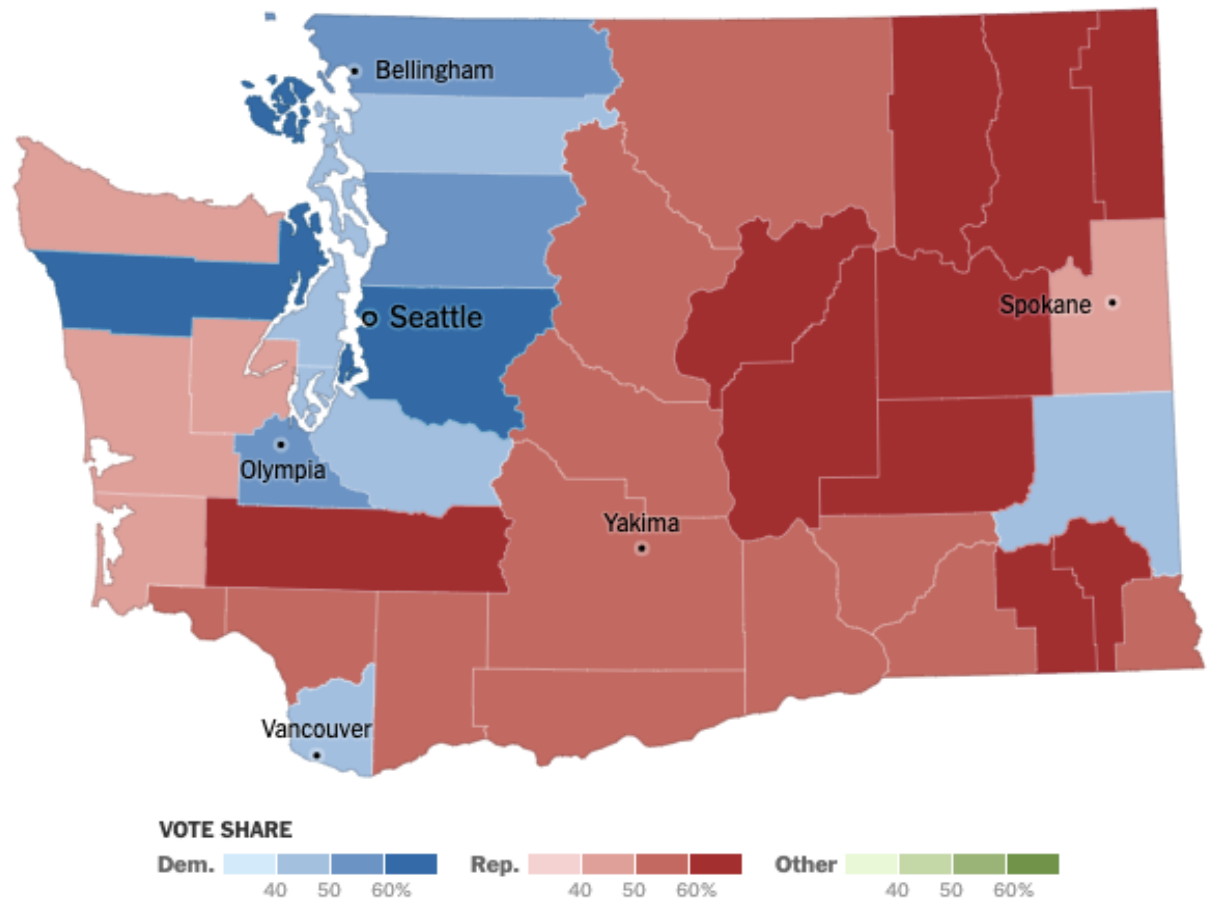 Bellingham
Seattle
Spokane
Olympia
Yakima
Vancouver
VOTE SHARE
Dem. Rep. Other
40 50 60% 40 50 60% 40 50 60%